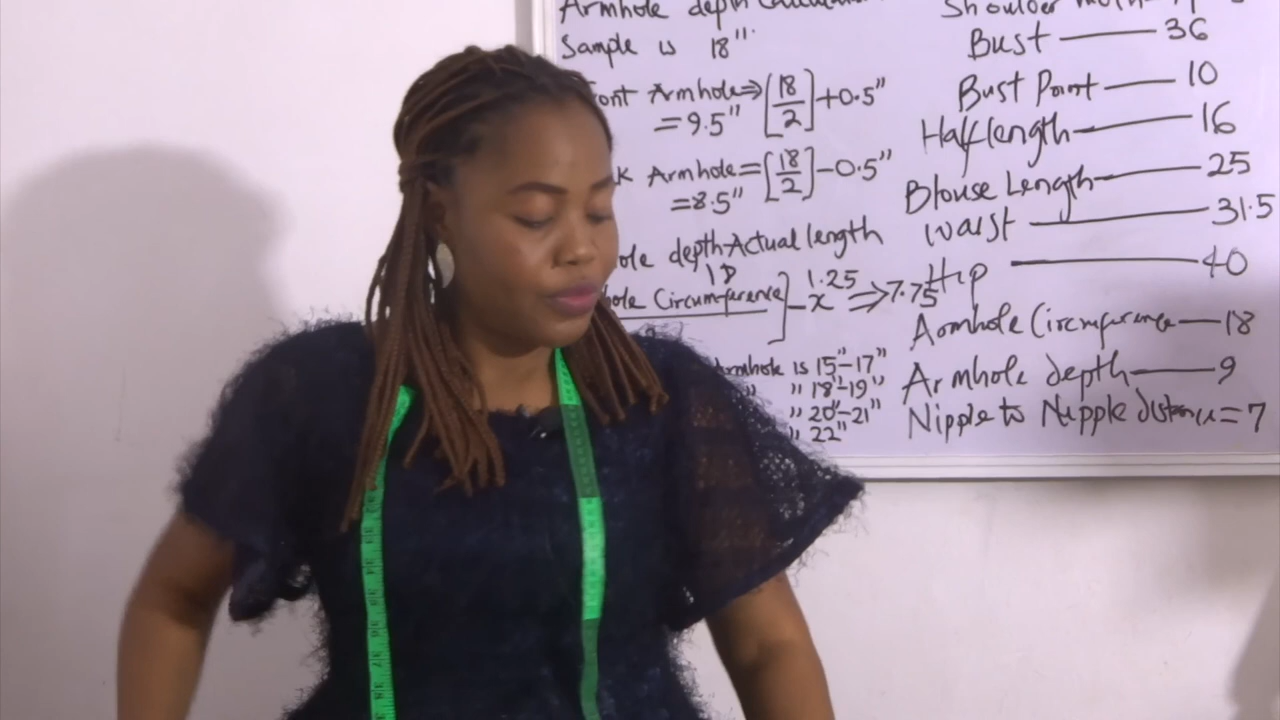 Armhole depth
Sample is 18"
Front Armhole⇒[18/2]+0.5"
=9.5"
Armhole=[18/2]-0.5"
=8.5"
depth-Actual length
18
Circumference]-x ⇒7.75
1.25
Armhole is 15"-17"
" 18"-19"
" 20"-21"
" 22"
Shoulder
Bust — 36
Bust Point — 10
Half length — 16
Blouse Length — 25
Waist — 31.5
Hip — 40
Armhole Circumference — 18
Armhole depth — 9
Nipple to Nipple distance = 7